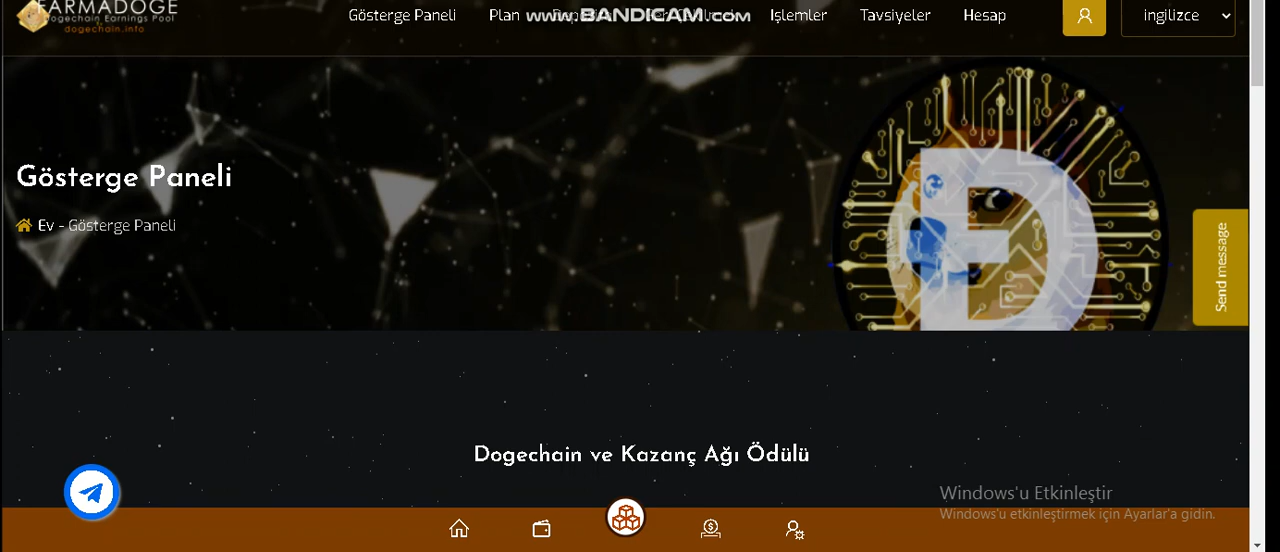 FARMADOGE
Dogechain Earnings Pool
dogechain.info
Gösterge Paneli
Plan
www.BANDICAM.com
İşlemler
Tavsiyeler
Hesap
ingilizce
Gösterge Paneli
Ev - Gösterge Paneli
Send message
Dogechain ve Kazanç Ağı Ödülü
Windows'u Etkinleştir
Windows'u etkinleştirmek için Ayarlar'a gidin.